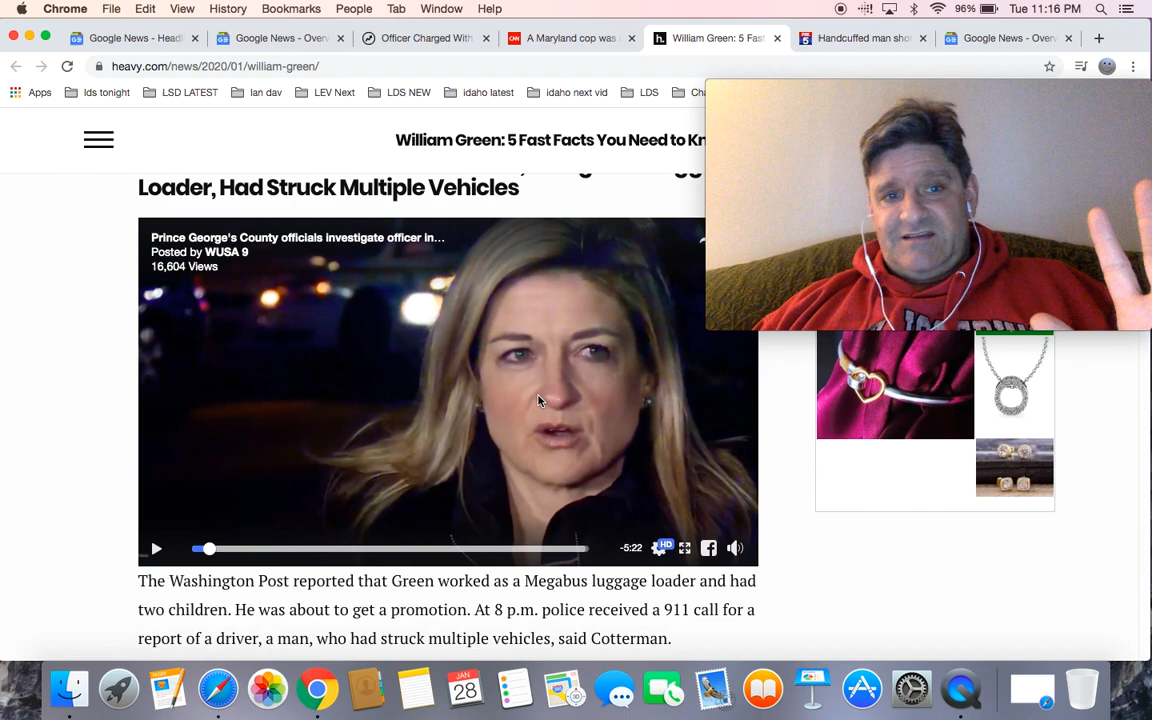 Chrome File Edit View History Bookmarks People Tab Window Help 96% Tue 11:16 PM
Google News - Headl Google News - Overv Officer Charged With A Maryland cop was William Green: 5 Fast Handcuffed man sho Google News - Overv
heavy.com/news/2020/01/william-green/
Apps lds tonight LSD LATEST Ian dav LEV Next LDS NEW idaho latest idaho next vid LDS
William Green: 5 Fast Facts You Need to Kn
Loader, Had Struck Multiple Vehicles
Prince George's County officials investigate officer in...
Posted by WUSA 9
16,604 Views
-5:22 HD
The Washington Post reported that Green worked as a Megabus luggage loader and had
two children. He was about to get a promotion. At 8 p.m. police received a 911 call for a
report of a driver, a man, who had struck multiple vehicles, said Cotterman.
JAN
28